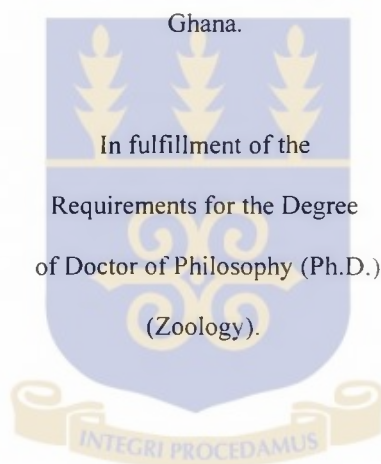 Ghana.
In fulfillment of the
Requirements for the Degree
of Doctor of Philosophy (Ph.D.)
(Zoology).
INTEGRI PROCEDAMUS